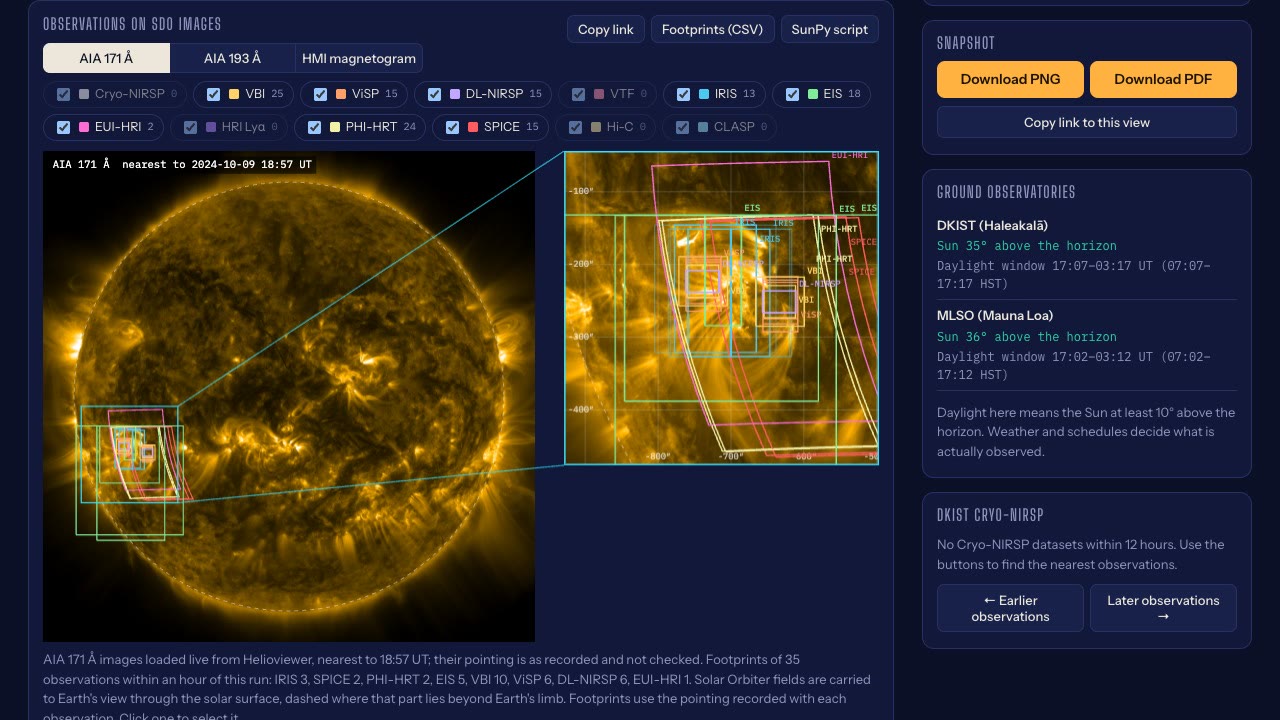 OBSERVATIONS ON SDO IMAGES
Copy link
Footprints (CSV)
SunPy script
AIA 171 Å
AIA 193 Å
HMI magnetogram
Cryo-NIRSP 0
VBI 25
ViSP 15
DL-NIRSP 15
VTF 0
IRIS 13
EIS 18
EUI-HRI 2
HRI Lyα 0
PHI-HRT 24
SPICE 15
Hi-C 0
CLASP 0
AIA 171 Å nearest to 2024-10-09 18:57 UT
EUI-HRI
-100"
EIS
EIS EIS
IRIS
PHI-HRT
IRIS
SPICE
-200"
PHI-HRT
VBI
SPICE
DL-NIRSP
VBI
ViSP
-300"
-400"
-800"
-700"
600"
AIA 171 Å images loaded live from Helioviewer, nearest to 18:57 UT; their pointing is as recorded and not checked. Footprints of 35
observations within an hour of this run: IRIS 3, SPICE 2, PHI-HRT 2, EIS 5, VBI 10, ViSP 6, DL-NIRSP 6, EUI-HRI 1. Solar Orbiter fields are carried
to Earth's view through the solar surface, dashed where that part lies beyond Earth's limb. Footprints use the pointing recorded with each
observation. Click one to select it.
SNAPSHOT
Download PNG
Download PDF
Copy link to this view
GROUND OBSERVATORIES
DKIST (Haleakalā)
Sun 35° above the horizon
Daylight window 17:07–03:17 UT (07:07–
17:17 HST)
MLSO (Mauna Loa)
Sun 36° above the horizon
Daylight window 17:02–03:12 UT (07:02–
17:12 HST)
Daylight here means the Sun at least 10° above the
horizon. Weather and schedules decide what is
actually observed.
DKIST CRYO-NIRSP
No Cryo-NIRSP datasets within 12 hours. Use the
buttons to find the nearest observations.
← Earlier
observations
Later observations
→